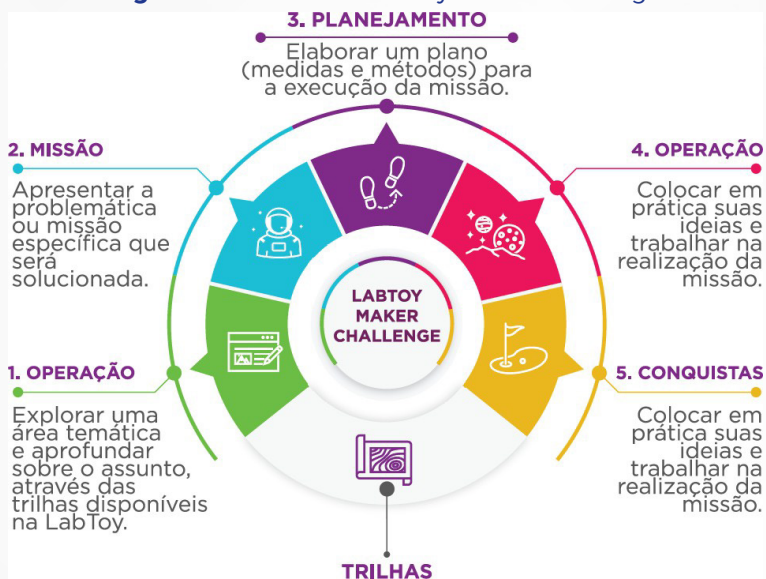 3. PLANEJAMENTO
Elaborar um plano
(medidas e métodos) para
a execução da missão.
2. MISSÃO
Apresentar a
problemática
ou missão
específica que
será
solucionada.
4. OPERAÇÃO
Colocar em
prática suas
ideias e
trabalhar na
realização da
missão.
LABTOY
MAKER
CHALLENGE
1. OPERAÇÃO
Explorar uma
área temática
e aprofundar
sobre o assunto,
através das
trilhas disponíveis
na LabToy.
5. CONQUISTAS
Colocar em
prática suas
ideias e
trabalhar na
realização da
missão.
TRILHAS